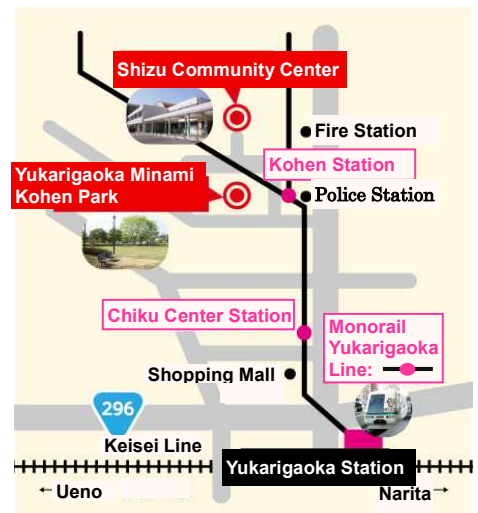 Shizu Community Center
Fire Station
Kohen Station
Yukarigaoka Minami
Kohen Park
Police Station
Chiku Center Station
Monorail
Yukarigaoka
Line:
Shopping Mall
296
Keisei Line
Yukarigaoka Station
←Ueno
Narita→